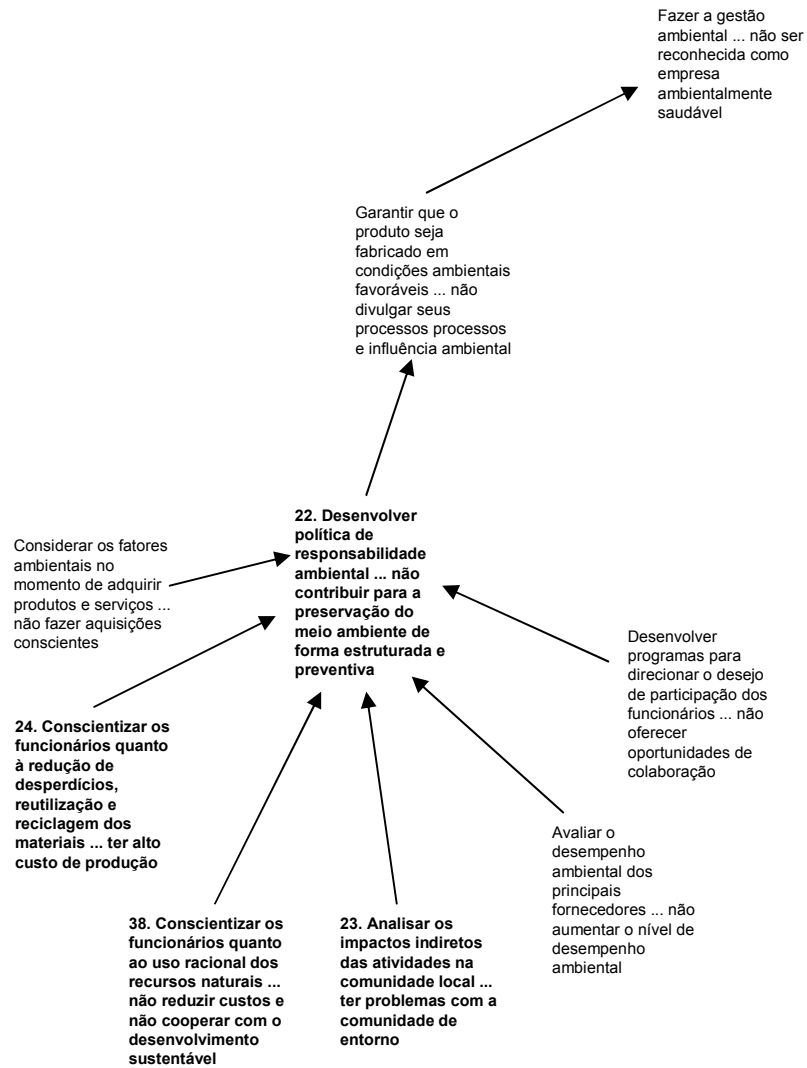 Fazer a gestão
ambiental ... não ser
reconhecida como
empresa
ambientalmente
saudável
Garantir que o
produto seja
fabricado em
condições ambientais
favoráveis ... não
divulgar seus
processos processos
e influência ambiental
22. Desenvolver
política de
responsabilidade
ambiental ... não
contribuir para a
preservação do
meio ambiente de
forma estruturada e
preventiva
Considerar os fatores
ambientais no
momento de adquirir
produtos e serviços ...
não fazer aquisições
conscientes
Desenvolver
programas para
direcionar o desejo
de participação dos
funcionários ... não
oferecer
oportunidades de
colaboração
24. Conscientizar os
funcionários quanto
à redução de
desperdícios,
reutilização e
reciclagem dos
materiais ... ter alto
custo de produção
Avaliar o
desempenho
ambiental dos
principais
fornecedores ... não
aumentar o nível de
desempenho
ambiental
38. Conscientizar os
funcionários quanto
ao uso racional dos
recursos naturais ...
não reduzir custos e
não cooperar com o
desenvolvimento
sustentável
23. Analisar os
impactos indiretos
das atividades na
comunidade local ...
ter problemas com a
comunidade de
entorno